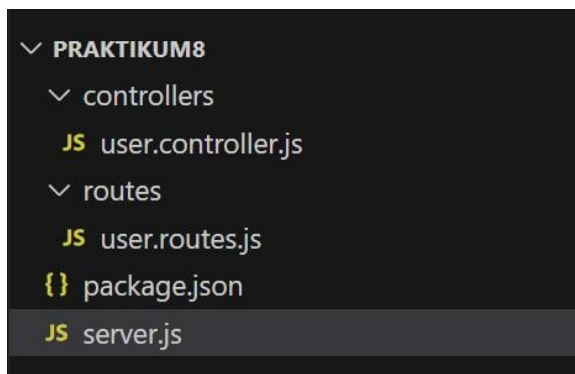 PRAKTIKUM8
controllers
JS user.controller.js
routes
JS user.routes.js
{} package.json
JS server.js